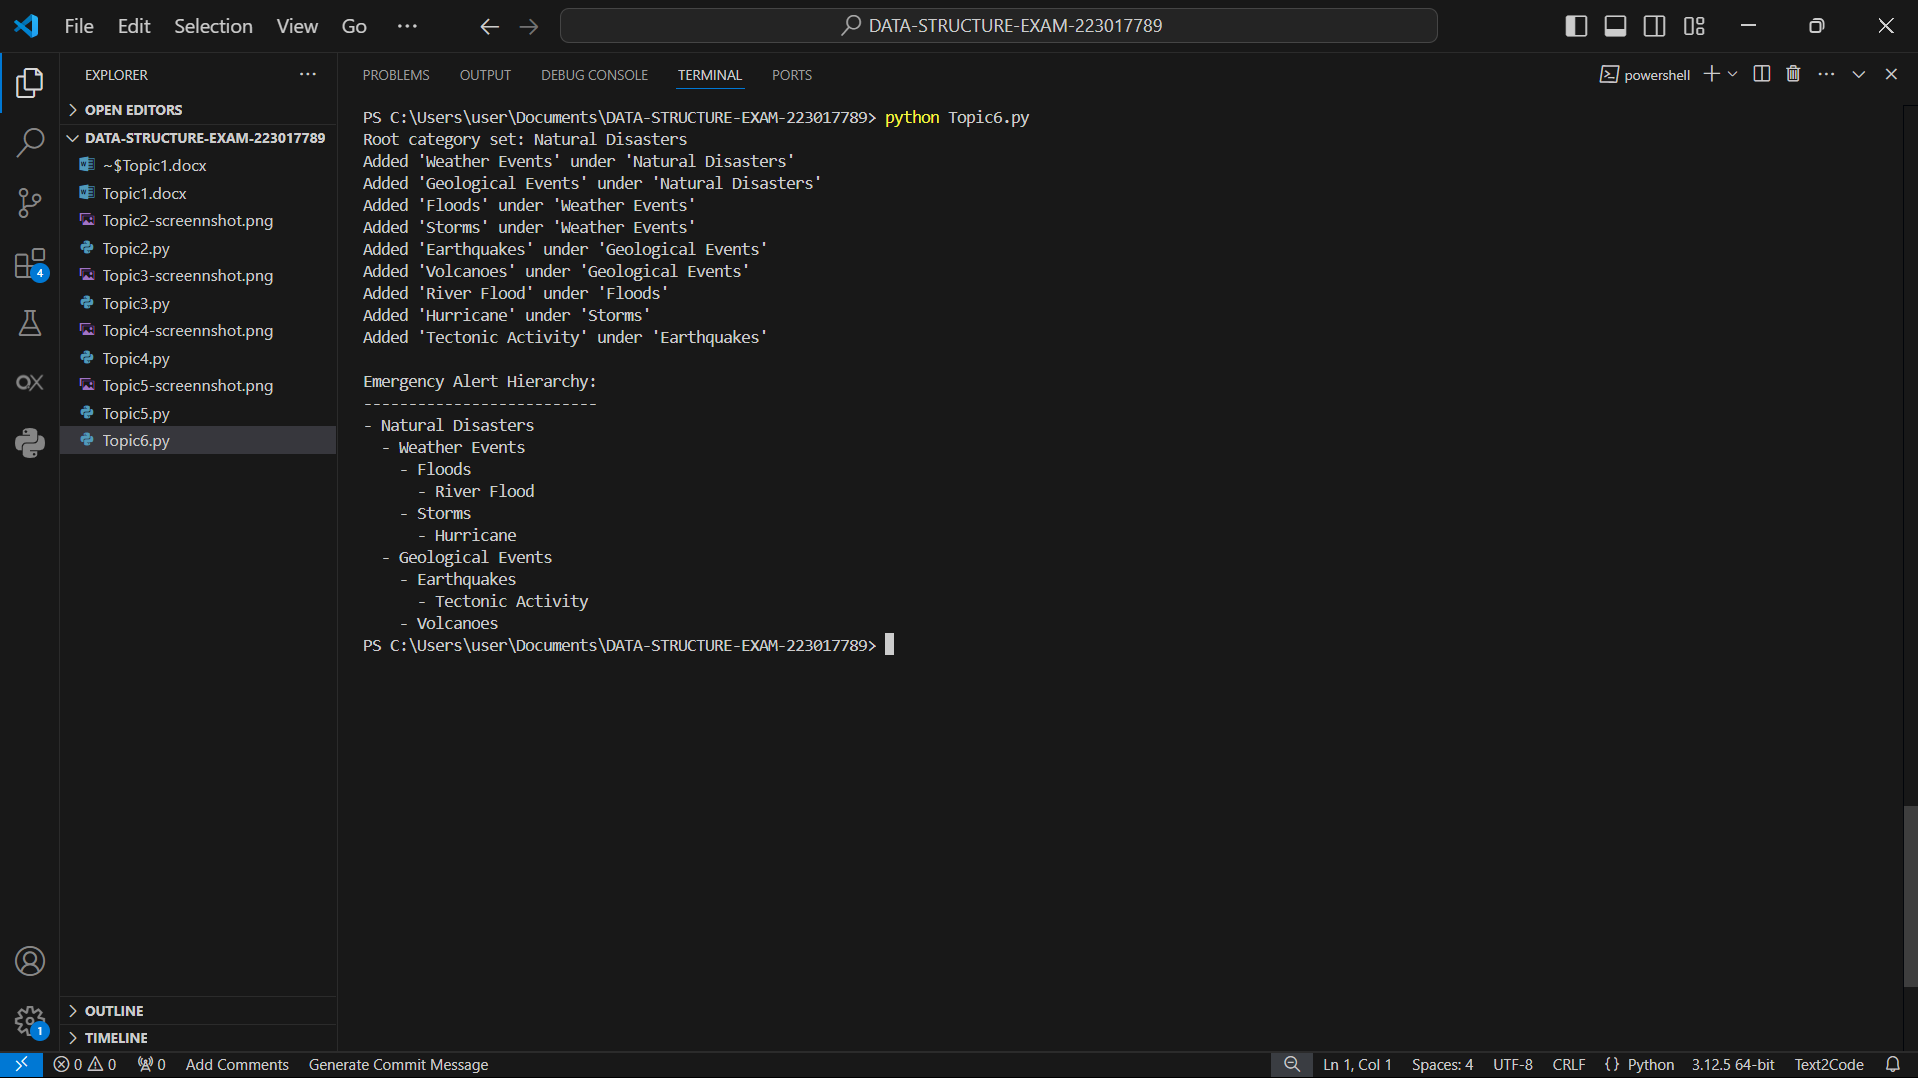 File Edit Selection View Go ··· DATA-STRUCTURE-EXAM-223017789
EXPLORER ···
OPEN EDITORS
DATA-STRUCTURE-EXAM-223017789
~$Topic1.docx
Topic1.docx
Topic2-screennshot.png
Topic2.py
Topic3-screennshot.png
Topic3.py
Topic4-screennshot.png
Topic4.py
Topic5-screennshot.png
Topic5.py
Topic6.py
OUTLINE
TIMELINE
4
OX
1
PROBLEMS OUTPUT DEBUG CONSOLE TERMINAL PORTS powershell ···
PS C:\Users\user\Documents\DATA-STRUCTURE-EXAM-223017789> python Topic6.py
Root category set: Natural Disasters
Added 'Weather Events' under 'Natural Disasters'
Added 'Geological Events' under 'Natural Disasters'
Added 'Floods' under 'Weather Events'
Added 'Storms' under 'Weather Events'
Added 'Earthquakes' under 'Geological Events'
Added 'Volcanoes' under 'Geological Events'
Added 'River Flood' under 'Floods'
Added 'Hurricane' under 'Storms'
Added 'Tectonic Activity' under 'Earthquakes'
Emergency Alert Hierarchy:
--------------------------
- Natural Disasters
  - Weather Events
    - Floods
      - River Flood
    - Storms
      - Hurricane
  - Geological Events
    - Earthquakes
      - Tectonic Activity
    - Volcanoes
PS C:\Users\user\Documents\DATA-STRUCTURE-EXAM-223017789>
0 0 0 Add Comments Generate Commit Message Ln 1, Col 1 Spaces: 4 UTF-8 CRLF {} Python 3.12.5 64-bit Text2Code